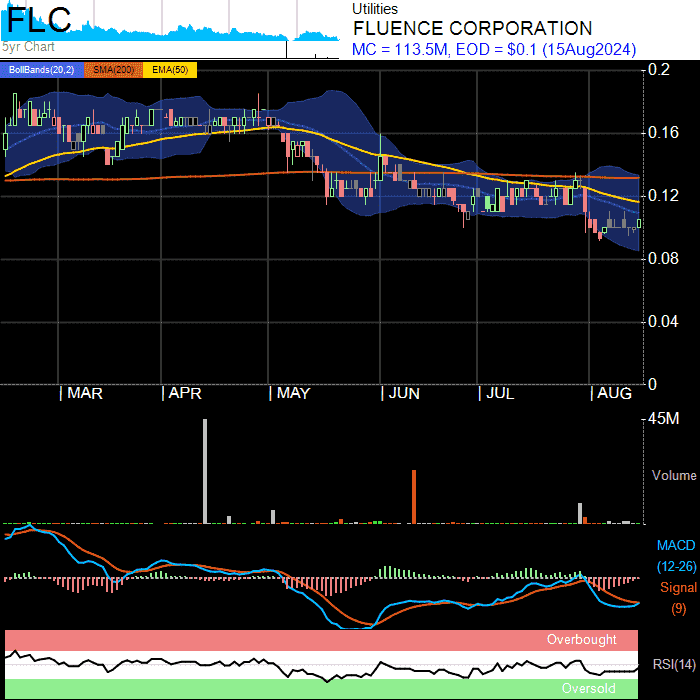 FLC
5yr Chart
Utilities
FLUENCE CORPORATION
MC = 113.5M, EOD = $0.1 (15Aug2024)
BollBands(20,2) SMA(200) EMA(50)
0.2
0.16
0.12
0.08
0.04
0
MAR APR MAY JUN JUL AUG
45M
Volume
MACD
(12-26)
Signal
(9)
Overbought
RSI(14)
Oversold